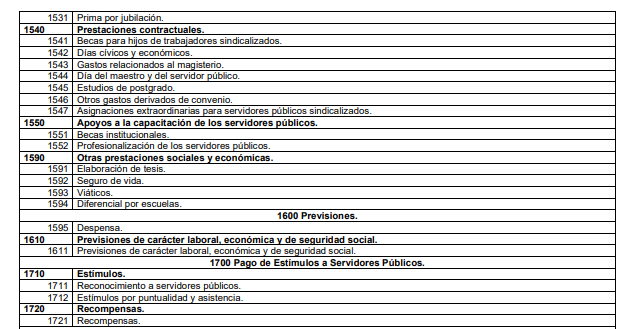 1531 Prima por jubilación.
1540 Prestaciones contractuales.
1541 Becas para hijos de trabajadores sindicalizados.
1542 Días cívicos y económicos.
1543 Gastos relacionados al magisterio.
1544 Día del maestro y del servidor público.
1545 Estudios de postgrado.
1546 Otros gastos derivados de convenio.
1547 Asignaciones extraordinarias para servidores públicos sindicalizados.
1550 Apoyos a la capacitación de los servidores públicos.
1551 Becas institucionales.
1552 Profesionalización de los servidores públicos.
1590 Otras prestaciones sociales y económicas.
1591 Elaboración de tesis.
1592 Seguro de vida.
1593 Viáticos.
1594 Diferencial por escuelas.
1600 Previsiones.
1595 Despensa.
1610 Previsiones de carácter laboral, económica y de seguridad social.
1611 Previsiones de carácter laboral, económica y de seguridad social.
1700 Pago de Estímulos a Servidores Públicos.
1710 Estímulos.
1711 Reconocimiento a servidores públicos.
1712 Estímulos por puntualidad y asistencia.
1720 Recompensas.
1721 Recompensas.